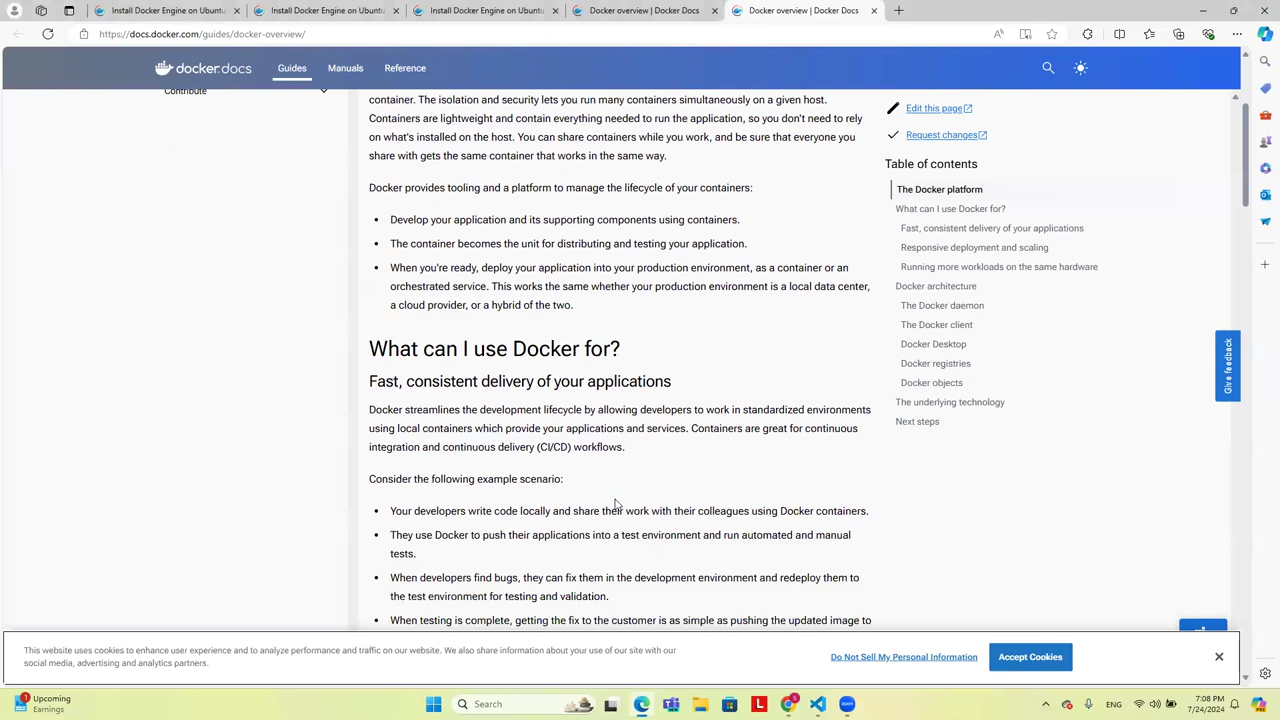 Install Docker Engine on Ubuntu
Install Docker Engine on Ubuntu
Install Docker Engine on Ubuntu
Docker overview | Docker Docs
Docker overview | Docker Docs
https://docs.docker.com/guides/docker-overview/
docker.docs
Guides
Manuals
Reference
Contribute
container. The isolation and security lets you run many containers simultaneously on a given host.
Containers are lightweight and contain everything needed to run the application, so you don't need to rely
on what's installed on the host. You can share containers while you work, and be sure that everyone you
share with gets the same container that works in the same way.
Docker provides tooling and a platform to manage the lifecycle of your containers:
• Develop your application and its supporting components using containers.
• The container becomes the unit for distributing and testing your application.
• When you're ready, deploy your application into your production environment, as a container or an
orchestrated service. This works the same whether your production environment is a local data center,
a cloud provider, or a hybrid of the two.
What can I use Docker for?
Fast, consistent delivery of your applications
Docker streamlines the development lifecycle by allowing developers to work in standardized environments
using local containers which provide your applications and services. Containers are great for continuous
integration and continuous delivery (CI/CD) workflows.
Consider the following example scenario:
• Your developers write code locally and share their work with their colleagues using Docker containers.
• They use Docker to push their applications into a test environment and run automated and manual
tests.
• When developers find bugs, they can fix them in the development environment and redeploy them to
the test environment for testing and validation.
• When testing is complete, getting the fix to the customer is as simple as pushing the updated image to
Edit this page
Request changes
Table of contents
The Docker platform
What can I use Docker for?
Fast, consistent delivery of your applications
Responsive deployment and scaling
Running more workloads on the same hardware
Docker architecture
The Docker daemon
The Docker client
Docker Desktop
Docker registries
Docker objects
The underlying technology
Next steps
Give feedback
This website uses cookies to enhance user experience and to analyze performance and traffic on our website. We also share information about your use of our site with our
social media, advertising and analytics partners.
Do Not Sell My Personal Information
Accept Cookies
1
Upcoming
Earnings
Search
L
zoom
ENG
7:08 PM
7/24/2024